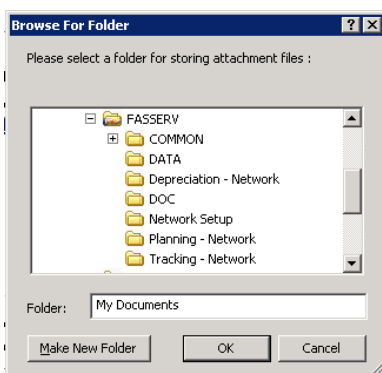 Browse For Folder
Please select a folder for storing attachment files :
FASSERV
COMMON
DATA
Depreciation - Network
DOC
Network Setup
Planning - Network
Tracking - Network
Folder: My Documents
Make New Folder OK Cancel